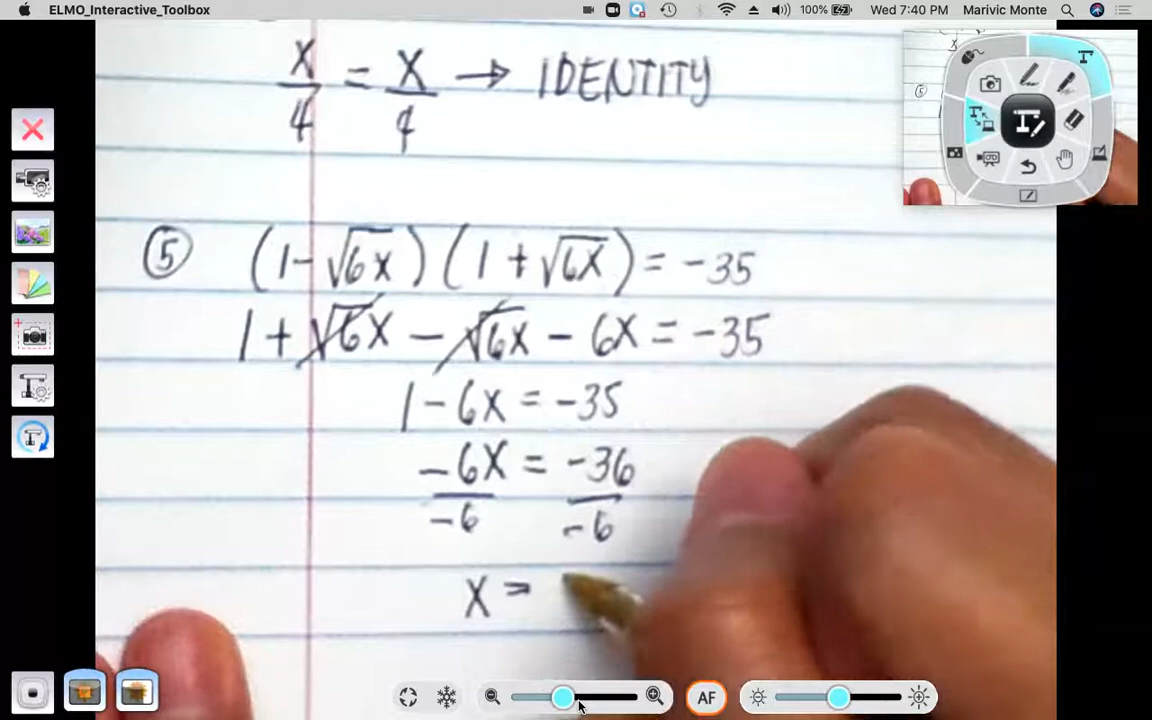 ELMO_Interactive_Toolbox 100% Wed 7:40 PM Marivic Monte
x/4 = x/4 → IDENTITY
⑤ (1-√6x)(1+√6x) = -35
1 + √6x - √6x - 6x = -35
1 - 6x = -35
-6x = -36
-6 -6
x =
AF